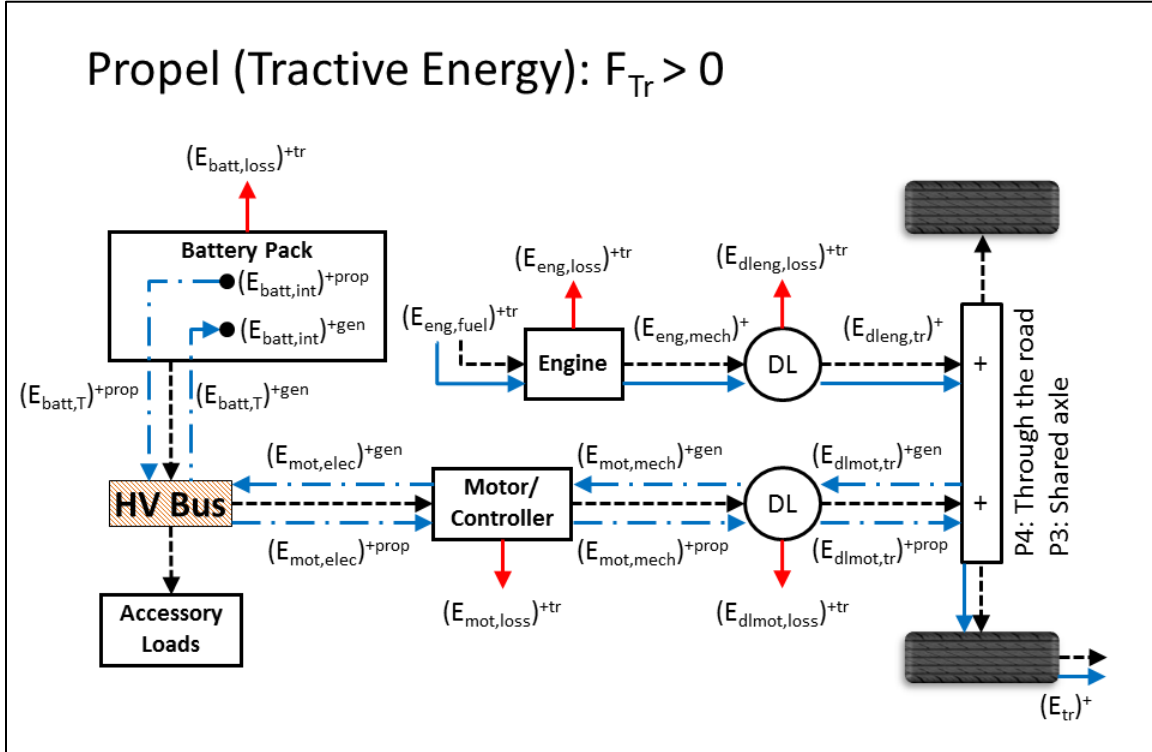 Propel (Tractive Energy): F_Tr > 0
(E_batt,loss)^+tr
Battery Pack
(E_batt,int)^+prop
(E_batt,int)^+gen
(E_batt,T)^+prop
(E_batt,T)^+gen
(E_eng,loss)^+tr
(E_dleng,loss)^+tr
(E_eng,fuel)^+tr
Engine
(E_eng,mech)^+
DL
(E_dleng,tr)^+
+
(E_mot,elec)^+gen
(E_mot,mech)^+gen
(E_dlmot,tr)^+gen
HV Bus
Motor/
Controller
DL
+
(E_mot,elec)^+prop
(E_mot,mech)^+prop
(E_dlmot,tr)^+prop
(E_mot,loss)^+tr
(E_dlmot,loss)^+tr
Accessory
Loads
P4: Through the road
P3: Shared axle
(E_tr)^+